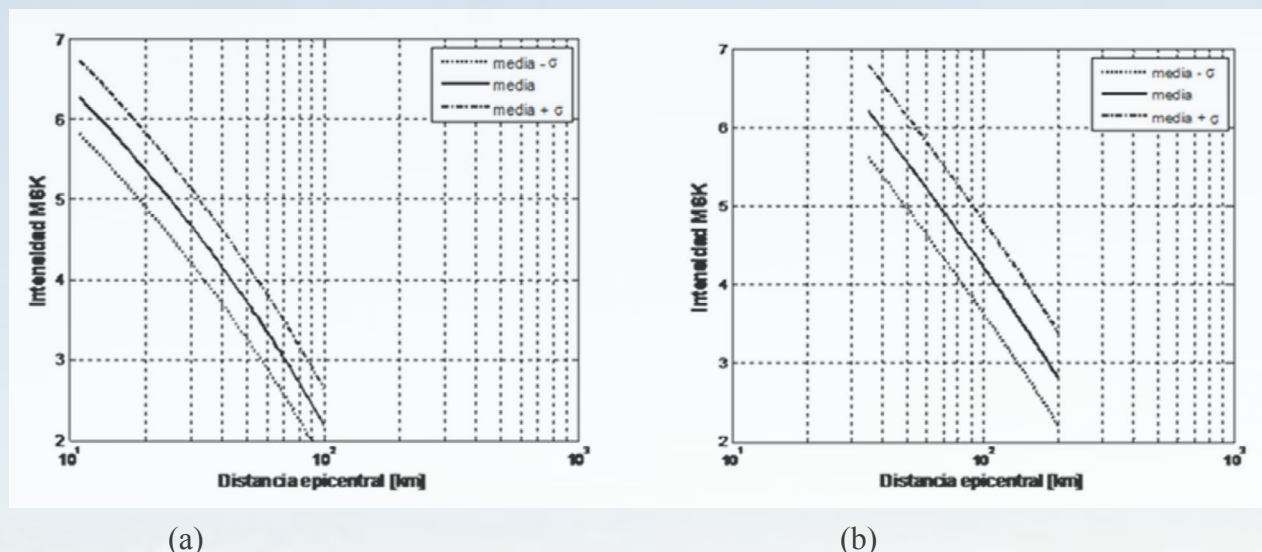 7
6
5
4
3
2
10¹
10²
10³
Intensidad MSK
Distancia epicentral [km]
media - σ
media
media + σ
(a)
7
6
5
4
3
2
10¹
10²
10³
Intensidad MSK
Distancia epicentral [km]
media - σ
media
media + σ
(b)